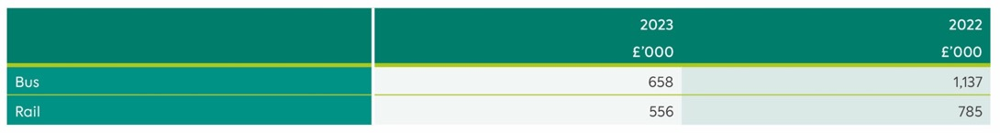 2023 2022
£'000 £'000
Bus 658 1,137
Rail 556 785